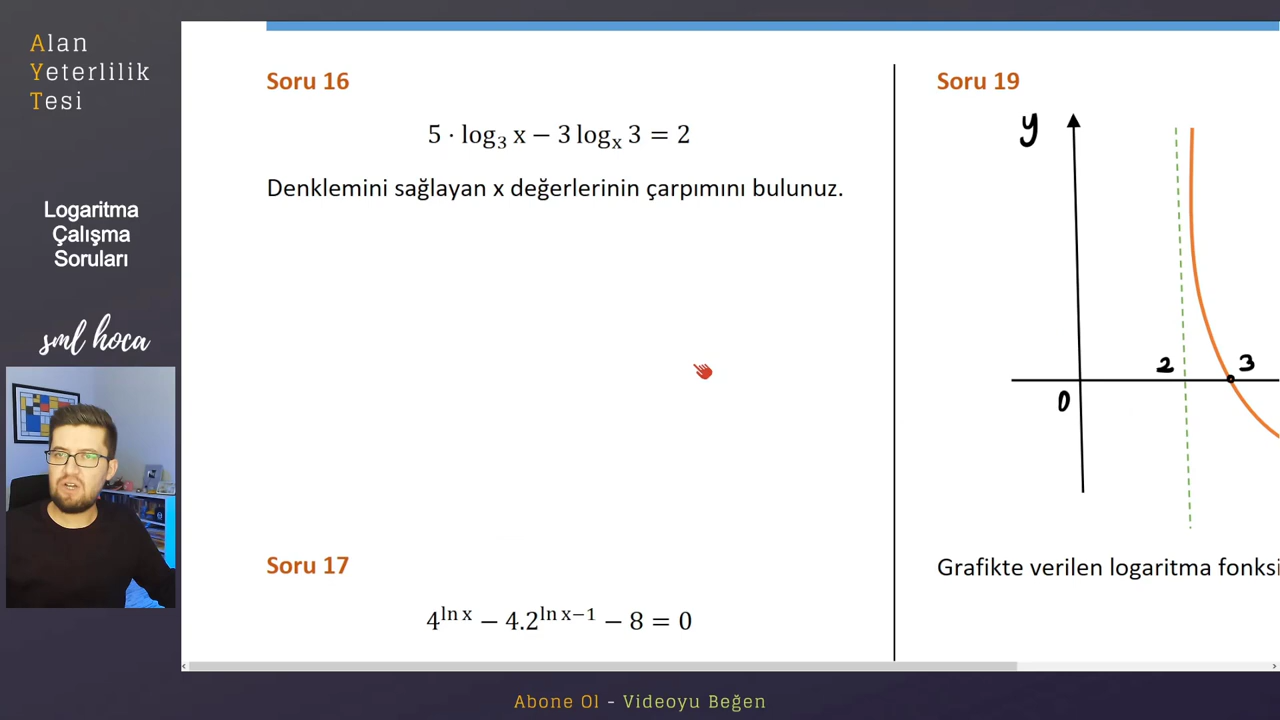 Alan
Yeterlilik
Tesi
Logaritma
Çalışma
Soruları
sml hoca
Soru 16
5 · log₃ x − 3 logₓ 3 = 2
Denklemini sağlayan x değerlerinin çarpımını bulunuz.
Soru 17
4^{ln x} − 4.2^{ln x−1} − 8 = 0
Soru 19
y
2
3
0
Grafikte verilen logaritma fonksi
Abone Ol - Videoyu Beğen